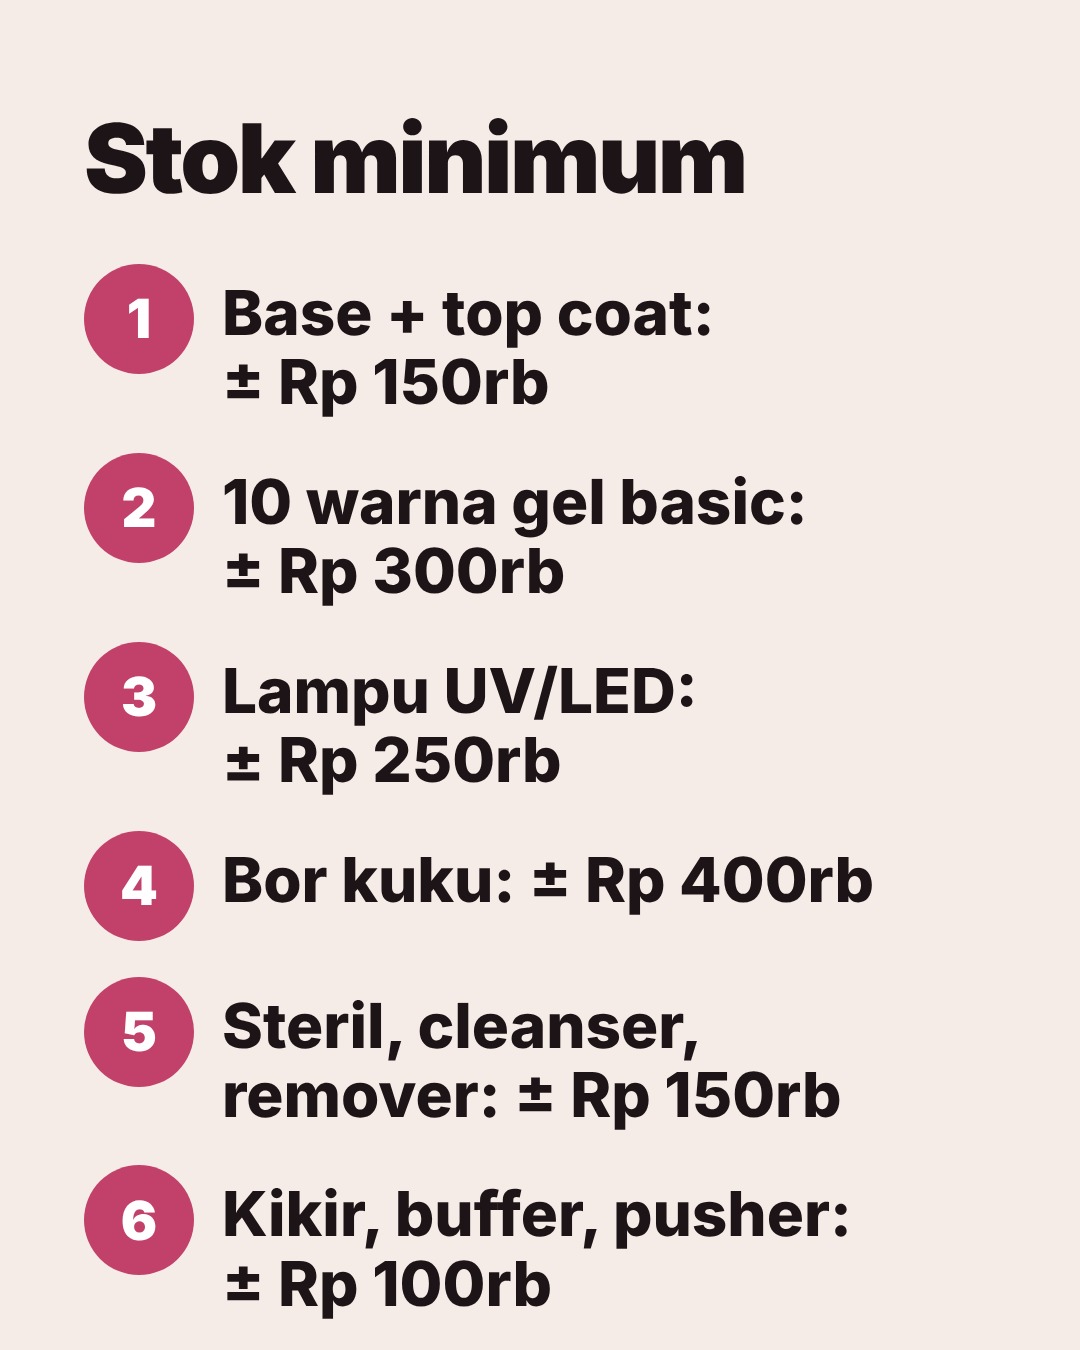 Stok minimum
1
Base + top coat:
± Rp 150rb
2
10 warna gel basic:
± Rp 300rb
3
Lampu UV/LED:
± Rp 250rb
4
Bor kuku: ± Rp 400rb
5
Steril, cleanser,
remover: ± Rp 150rb
6
Kikir, buffer, pusher:
± Rp 100rb